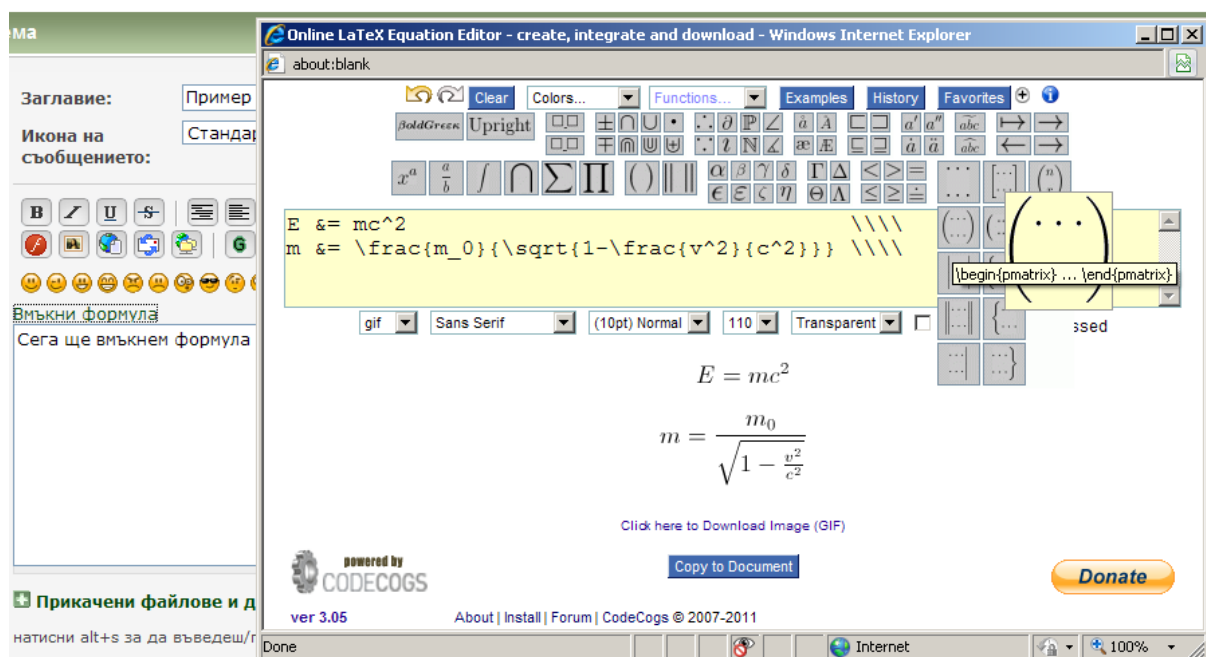 ма
Заглавие:
Пример
Икона на съобщението:
Стандар
B I U S
G
Вмъкни формула
Сега ще вмъкнем формула
Прикачени файлове и д
натисни alt+s за да въведеш/п
Online LaTeX Equation Editor - create, integrate and download - Windows Internet Explorer
about:blank
Clear Colors... Functions... Examples History Favorites
βoldGrεεκ Upright ± ∩ ∪ • ∴ ∂ ℙ ∠ å Å ⊏ ⊐ a′ a″ abc ↦ →
∓ ⋒ ⋓ ⊎ ∵ ℕ ∡ æ Æ ⊑ ⊒ ȧ ä abc ← →
x^a a/b ∫ ∩ ∑ ∏ ( ) || || α β γ δ Γ Δ < > = ... [...] (n
ϵ ε ς η Θ Λ ≤ ≥ ≐
E &= mc^2 \\\\
m &= \frac{m_0}{\sqrt{1-\frac{v^2}{c^2}}} \\\\
(...)
\begin{pmatrix} ... \end{pmatrix}
gif Sans Serif (10pt) Normal 110 Transparent ssed
E = mc²
m = m₀/√(1 − v²/c²)
Click here to Download Image (GIF)
powered by
CODECOGS
Copy to Document
Donate
ver 3.05 About | Install | Forum | CodeCogs © 2007-2011
Done Internet 100%